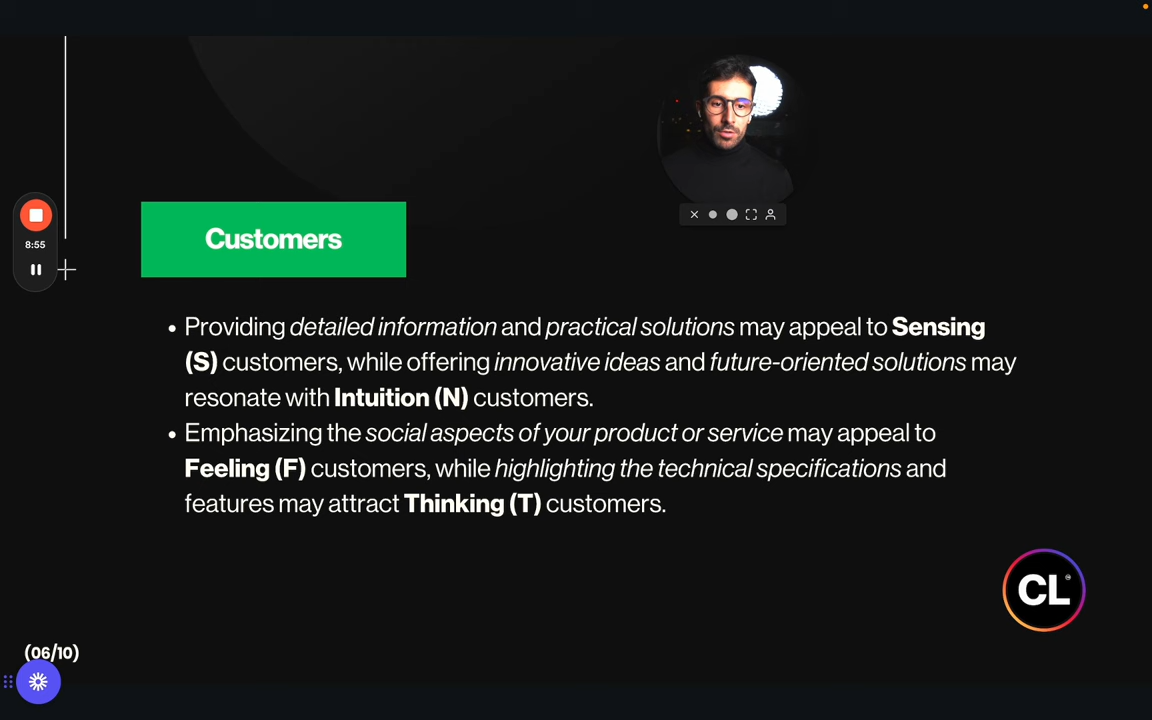 8:55
Customers
• Providing detailed information and practical solutions may appeal to Sensing
(S) customers, while offering innovative ideas and future-oriented solutions may
resonate with Intuition (N) customers.
• Emphasizing the social aspects of your product or service may appeal to
Feeling (F) customers, while highlighting the technical specifications and
features may attract Thinking (T) customers.
CL
(06/10)